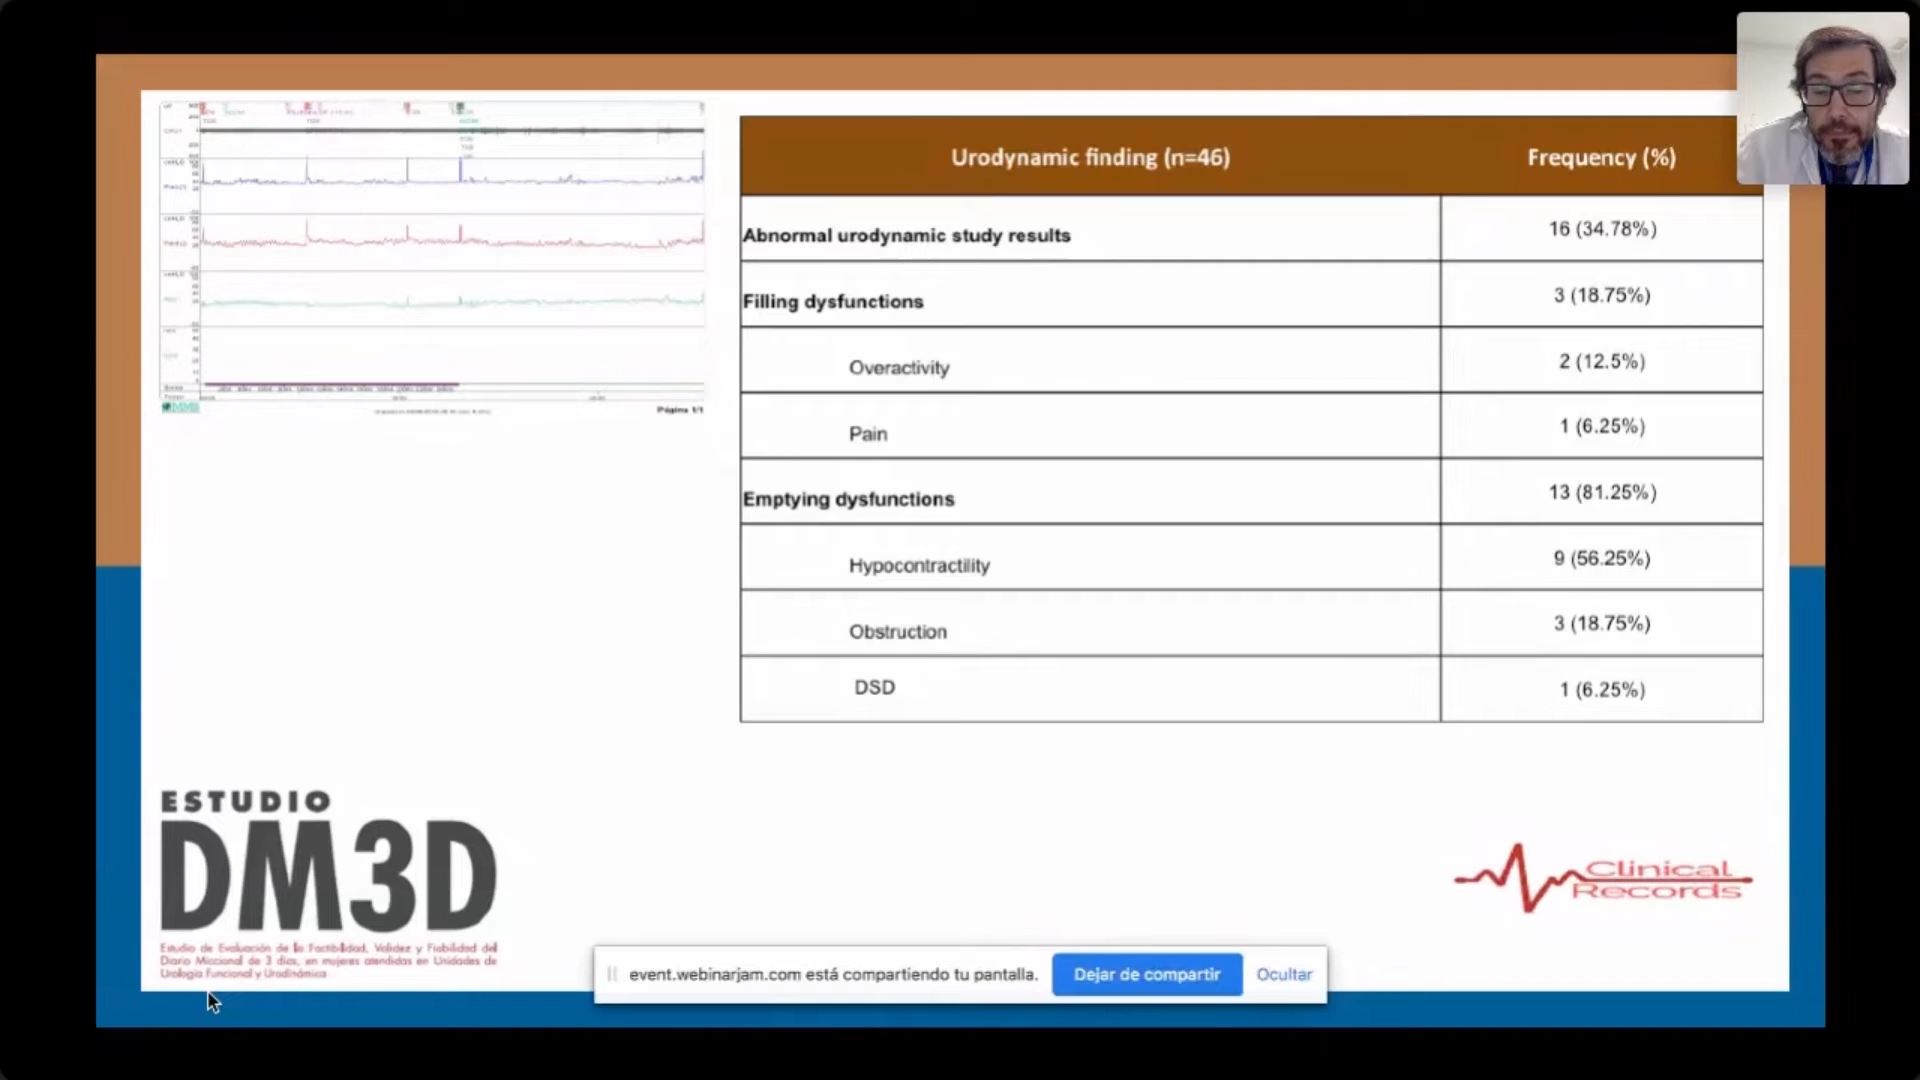 Página 1/1
Urodynamic finding (n=46) Frequency (%)
Abnormal urodynamic study results 16 (34.78%)
Filling dysfunctions 3 (18.75%)
Overactivity 2 (12.5%)
Pain 1 (6.25%)
Emptying dysfunctions 13 (81.25%)
Hypocontractility 9 (56.25%)
Obstruction 3 (18.75%)
DSD 1 (6.25%)
ESTUDIO
DM3D
Estudio de Evaluación de la Factibilidad, Validez y Fiabilidad del
Diario Miccional de 3 días, en mujeres atendidas en Unidades de
Urología Funcional y Urodinámica
Clinical
Records
event.webinarjam.com está compartiendo tu pantalla. Dejar de compartir Ocultar